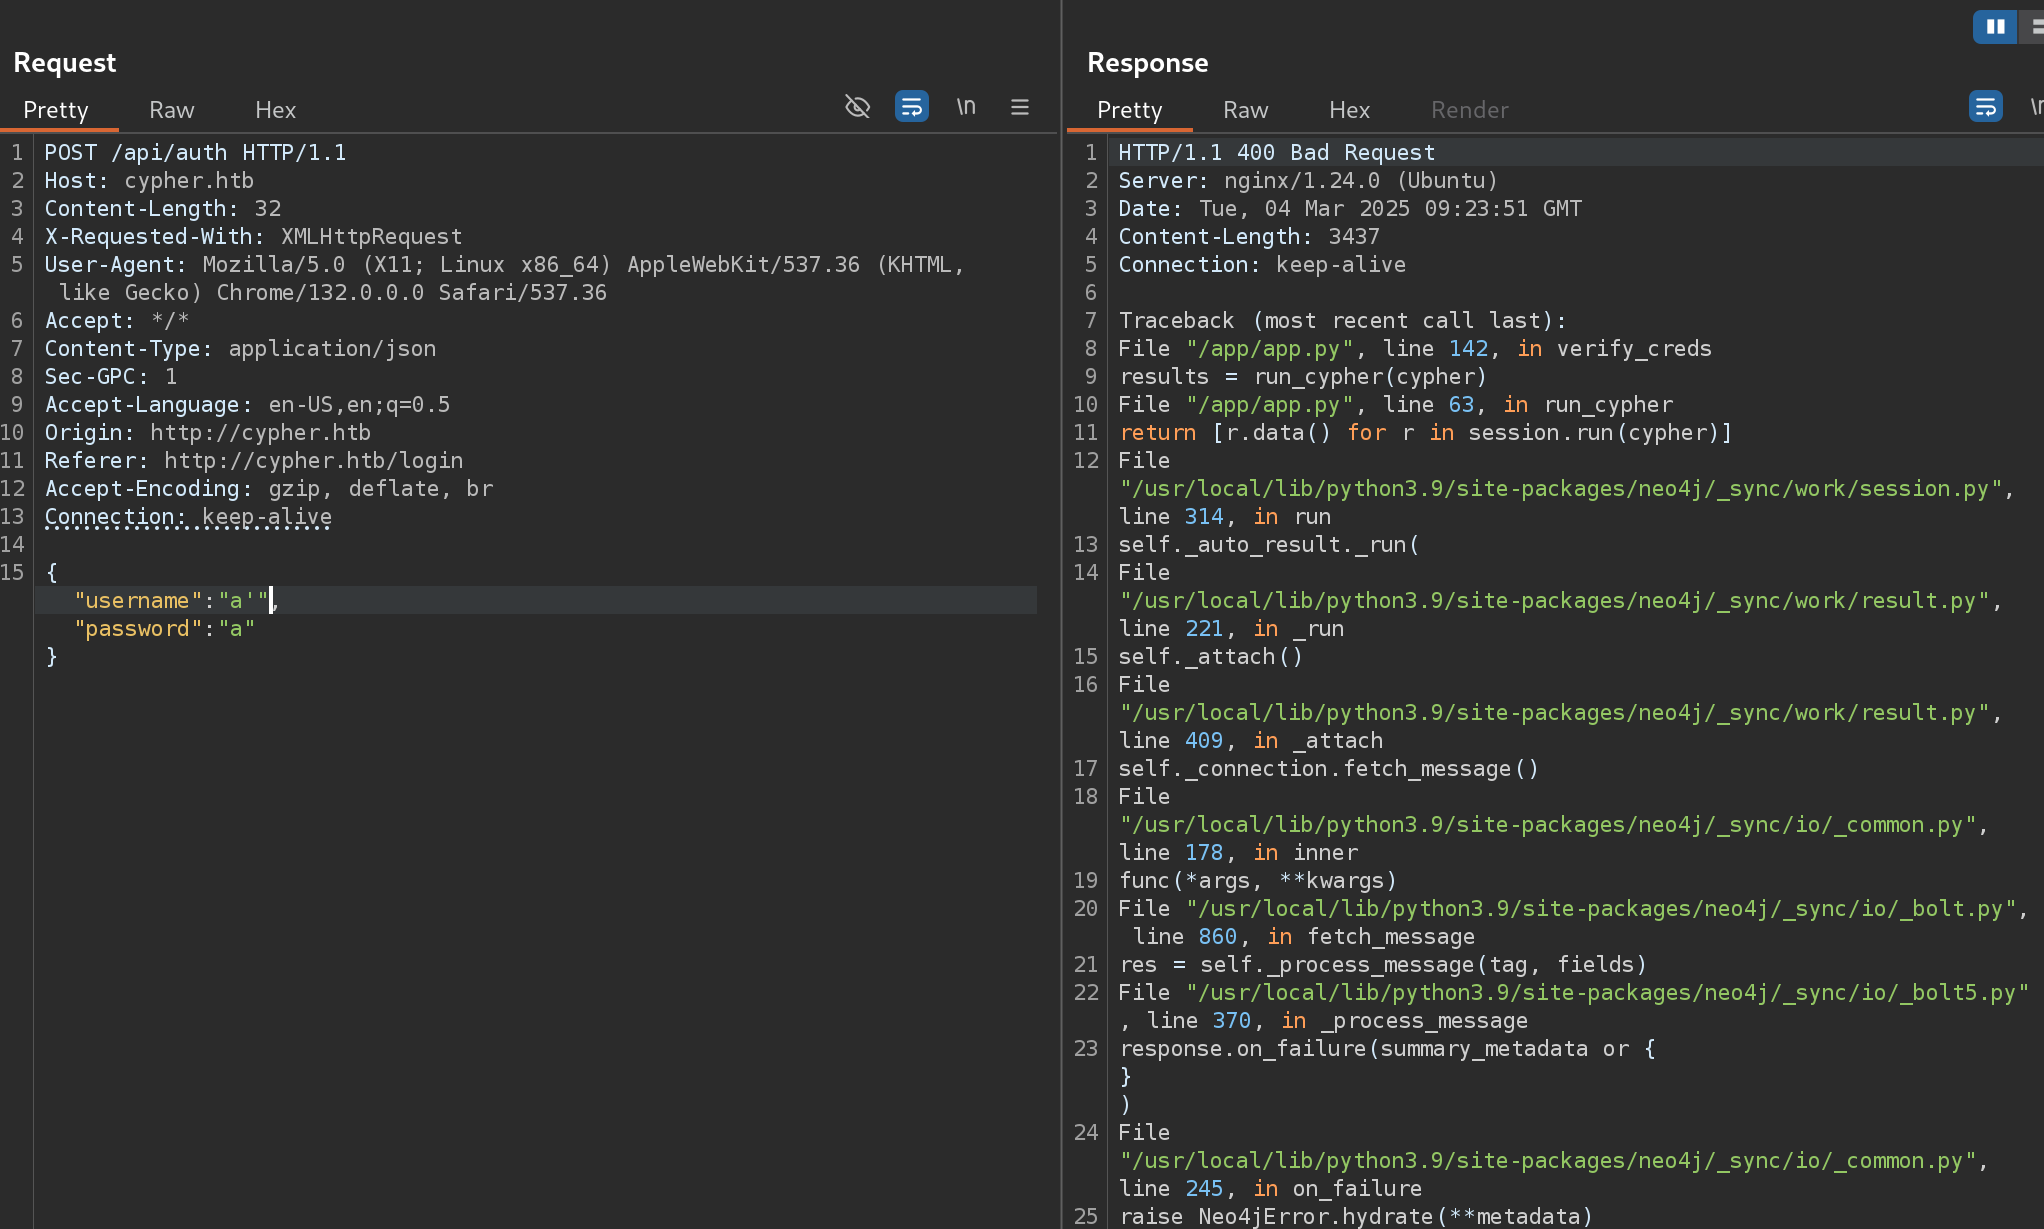 Request
Pretty Raw Hex
\n
1 POST /api/auth HTTP/1.1
2 Host: cypher.htb
3 Content-Length: 32
4 X-Requested-With: XMLHttpRequest
5 User-Agent: Mozilla/5.0 (X11; Linux x86_64) AppleWebKit/537.36 (KHTML,
like Gecko) Chrome/132.0.0.0 Safari/537.36
6 Accept: */*
7 Content-Type: application/json
8 Sec-GPC: 1
9 Accept-Language: en-US,en;q=0.5
10 Origin: http://cypher.htb
11 Referer: http://cypher.htb/login
12 Accept-Encoding: gzip, deflate, br
13 Connection: keep-alive
14
15 {
"username":"a'",
"password":"a"
}
Response
Pretty Raw Hex Render
1 HTTP/1.1 400 Bad Request
2 Server: nginx/1.24.0 (Ubuntu)
3 Date: Tue, 04 Mar 2025 09:23:51 GMT
4 Content-Length: 3437
5 Connection: keep-alive
6
7 Traceback (most recent call last):
8 File "/app/app.py", line 142, in verify_creds
9 results = run_cypher(cypher)
10 File "/app/app.py", line 63, in run_cypher
11 return [r.data() for r in session.run(cypher)]
12 File
"/usr/local/lib/python3.9/site-packages/neo4j/_sync/work/session.py",
line 314, in run
13 self._auto_result._run(
14 File
"/usr/local/lib/python3.9/site-packages/neo4j/_sync/work/result.py",
line 221, in _run
15 self._attach()
16 File
"/usr/local/lib/python3.9/site-packages/neo4j/_sync/work/result.py",
line 409, in _attach
17 self._connection.fetch_message()
18 File
"/usr/local/lib/python3.9/site-packages/neo4j/_sync/io/_common.py",
line 178, in inner
19 func(*args, **kwargs)
20 File "/usr/local/lib/python3.9/site-packages/neo4j/_sync/io/_bolt.py",
line 860, in fetch_message
21 res = self._process_message(tag, fields)
22 File "/usr/local/lib/python3.9/site-packages/neo4j/_sync/io/_bolt5.py"
, line 370, in _process_message
23 response.on_failure(summary_metadata or {
}
)
24 File
"/usr/local/lib/python3.9/site-packages/neo4j/_sync/io/_common.py",
line 245, in on_failure
25 raise Neo4jError.hydrate(**metadata)